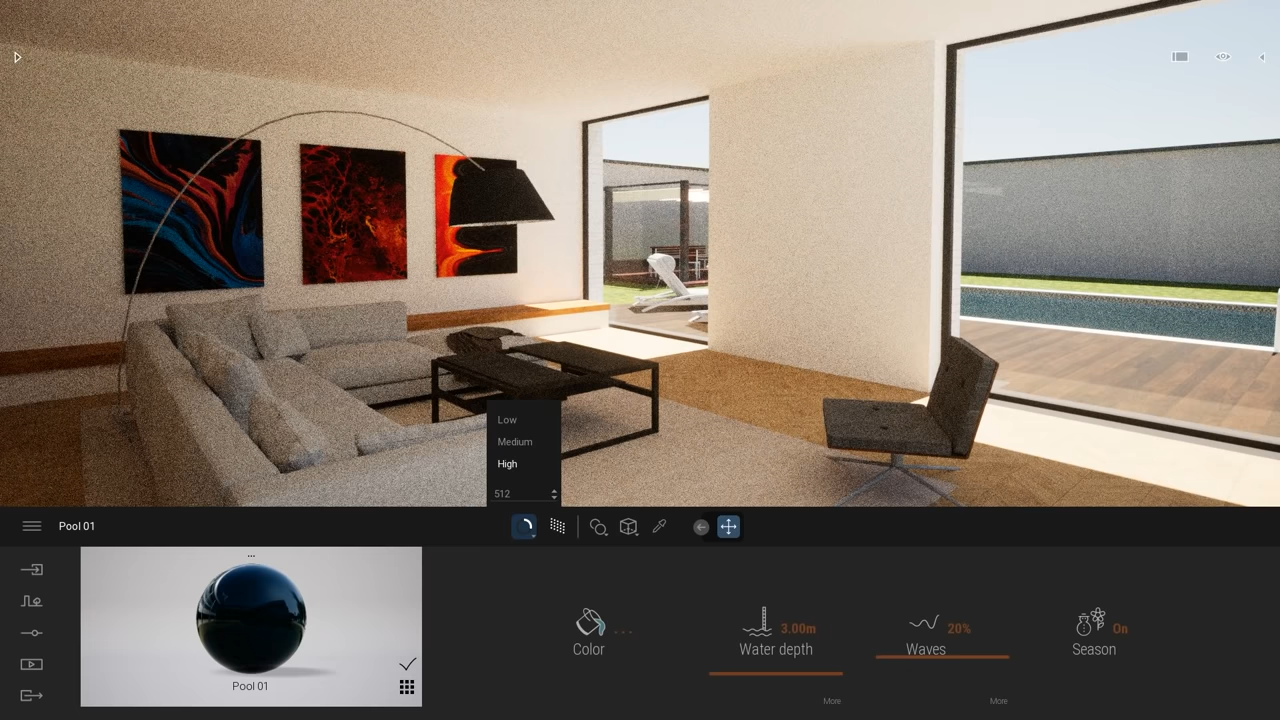 Low
Medium
High
512
Pool 01
...
Pool 01
Color
...
3.00m
Water depth
More
20%
Waves
More
On
Season